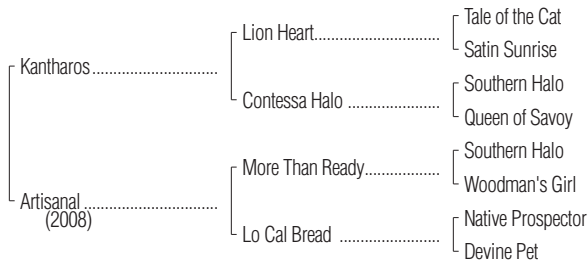 Tale of the Cat
Lion Heart
Satin Sunrise
Kantharos
Southern Halo
Contessa Halo
Queen of Savoy
Southern Halo
More Than Ready
Woodman's Girl
Artisanal
(2008)
Native Prospector
Lo Cal Bread
Devine Pet